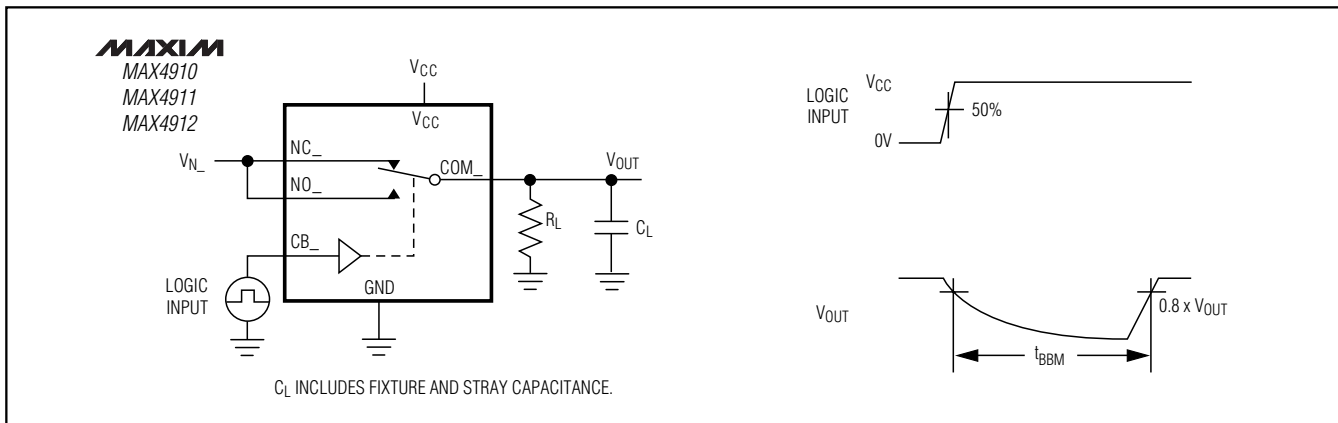 MAXIM
MAX4910
MAX4911
MAX4912
VCC
VCC
VN_
NC_
NO_
COM_
VOUT
RL
CL
CB_
LOGIC
INPUT
GND
CL INCLUDES FIXTURE AND STRAY CAPACITANCE.
LOGIC
INPUT
VCC
50%
0V
VOUT
0.8 x VOUT
tBBM